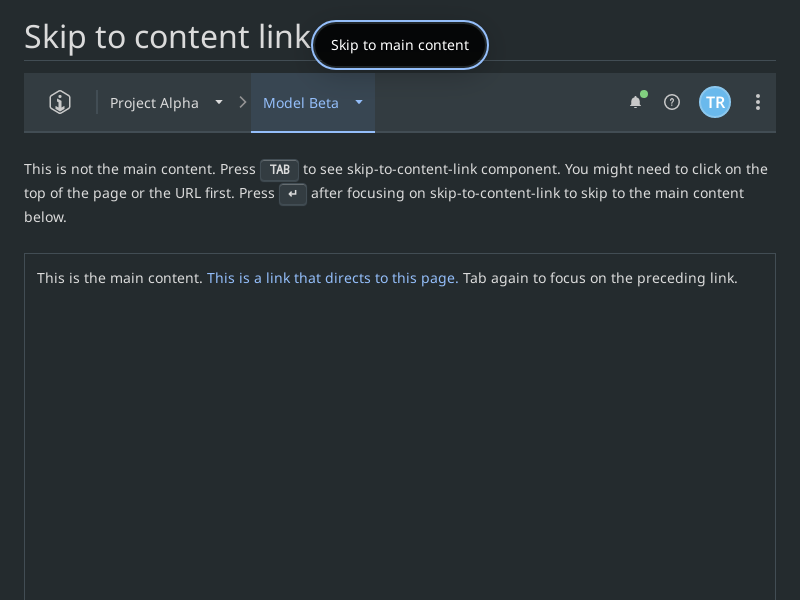 Skip to content link
Skip to main content
Project Alpha
Model Beta
TR
This is not the main content. Press TAB to see skip-to-content-link component. You might need to click on the
top of the page or the URL first. Press ↵ after focusing on skip-to-content-link to skip to the main content
below.
This is the main content. This is a link that directs to this page. Tab again to focus on the preceding link.